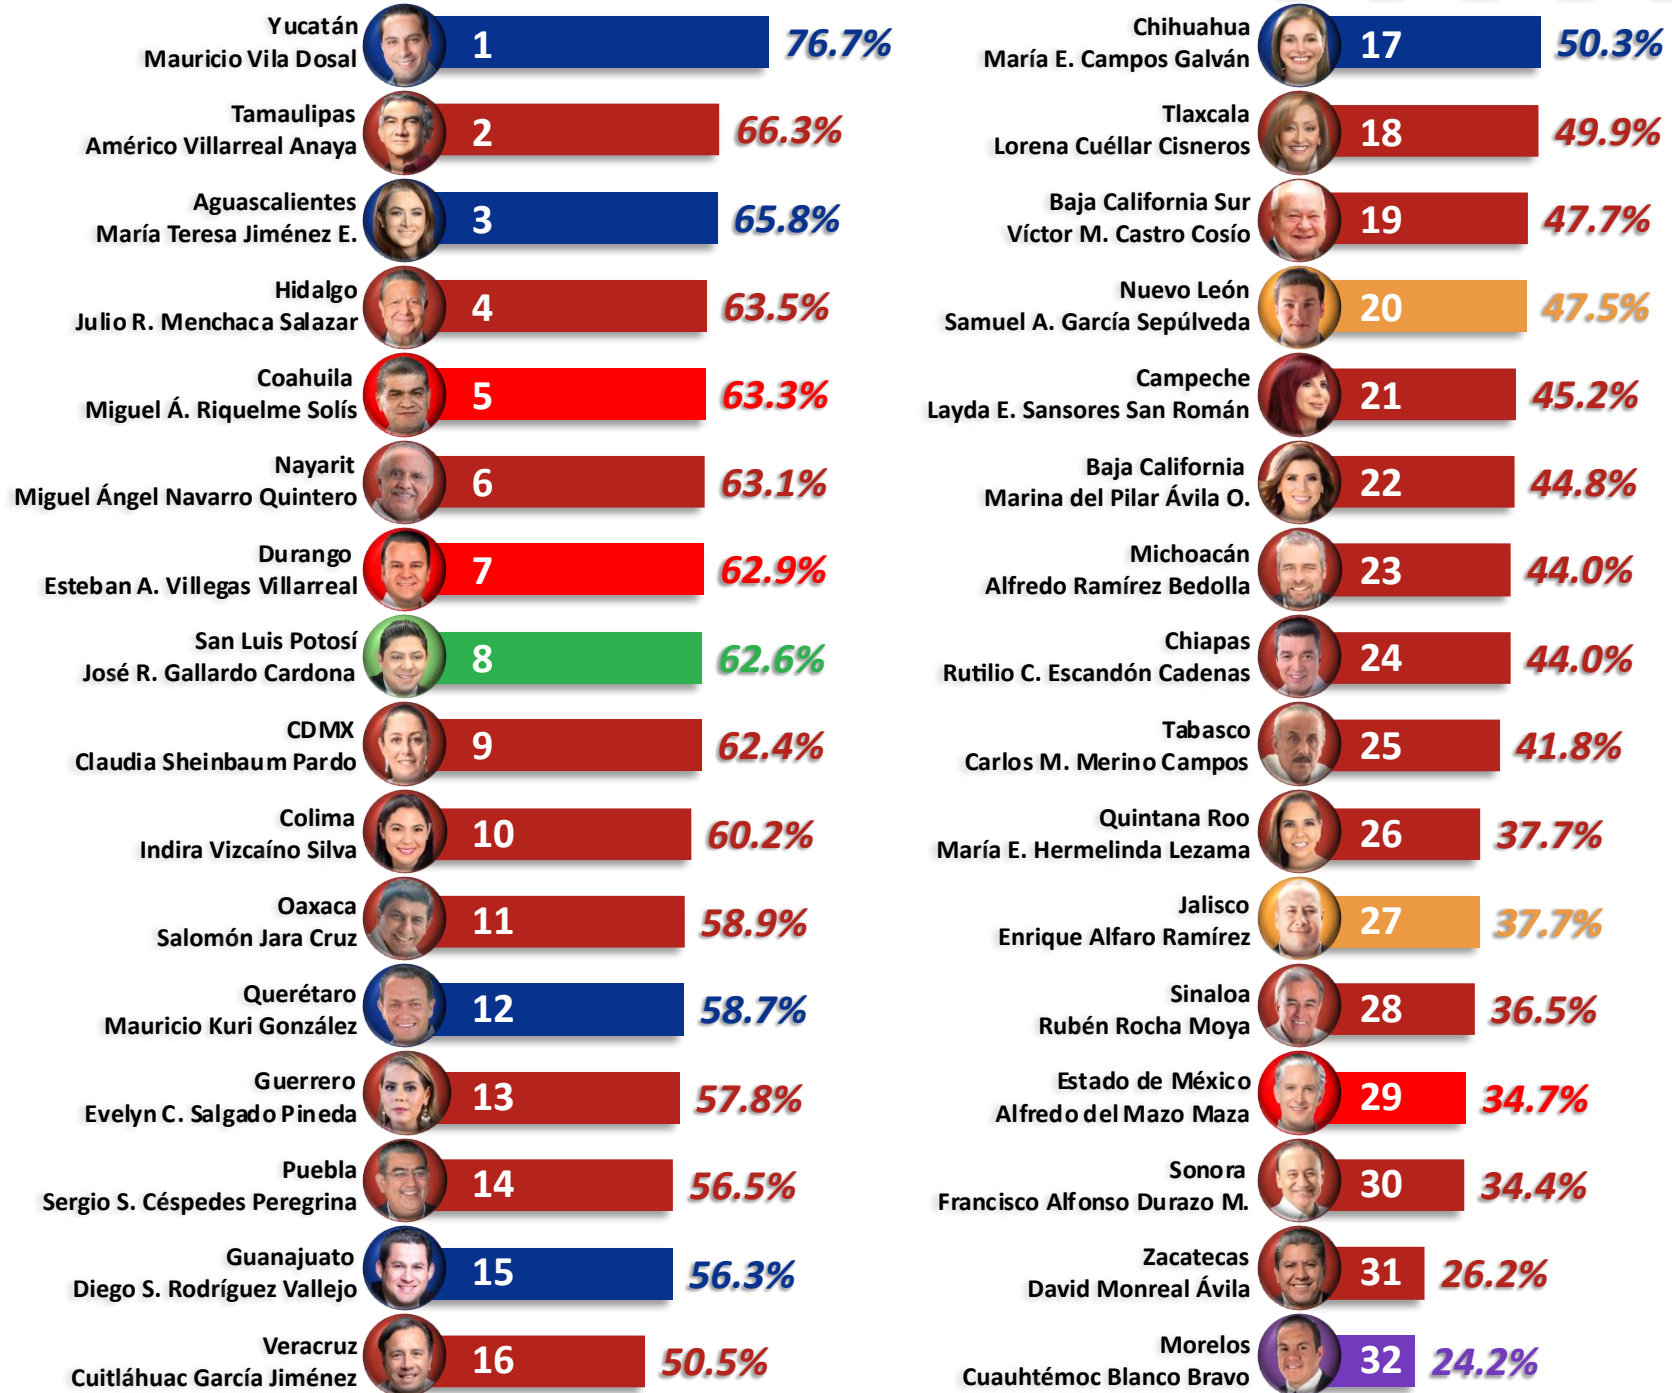 Yucatán
Mauricio Vila Dosal
1
76.7%
Tamaulipas
Américo Villarreal Anaya
2
66.3%
Aguascalientes
María Teresa Jiménez E.
3
65.8%
Hidalgo
Julio R. Menchaca Salazar
4
63.5%
Coahuila
Miguel Á. Riquelme Solís
5
63.3%
Nayarit
Miguel Ángel Navarro Quintero
6
63.1%
Durango
Esteban A. Villegas Villarreal
7
62.9%
San Luis Potosí
José R. Gallardo Cardona
8
62.6%
CDMX
Claudia Sheinbaum Pardo
9
62.4%
Colima
Indira Vizcaíno Silva
10
60.2%
Oaxaca
Salomón Jara Cruz
11
58.9%
Querétaro
Mauricio Kuri González
12
58.7%
Guerrero
Evelyn C. Salgado Pineda
13
57.8%
Puebla
Sergio S. Céspedes Peregrina
14
56.5%
Guanajuato
Diego S. Rodríguez Vallejo
15
56.3%
Veracruz
Cuitláhuac García Jiménez
16
50.5%
Chihuahua
María E. Campos Galván
17
50.3%
Tlaxcala
Lorena Cuéllar Cisneros
18
49.9%
Baja California Sur
Víctor M. Castro Cosío
19
47.7%
Nuevo León
Samuel A. García Sepúlveda
20
47.5%
Campeche
Layda E. Sansores San Román
21
45.2%
Baja California
Marina del Pilar Ávila O.
22
44.8%
Michoacán
Alfredo Ramírez Bedolla
23
44.0%
Chiapas
Rutilio C. Escandón Cadenas
24
44.0%
Tabasco
Carlos M. Merino Campos
25
41.8%
Quintana Roo
María E. Hermelinda Lezama
26
37.7%
Jalisco
Enrique Alfaro Ramírez
27
37.7%
Sinaloa
Rubén Rocha Moya
28
36.5%
Estado de México
Alfredo del Mazo Maza
29
34.7%
Sonora
Francisco Alfonso Durazo M.
30
34.4%
Zacatecas
David Monreal Ávila
31
26.2%
Morelos
Cuauhtémoc Blanco Bravo
32
24.2%